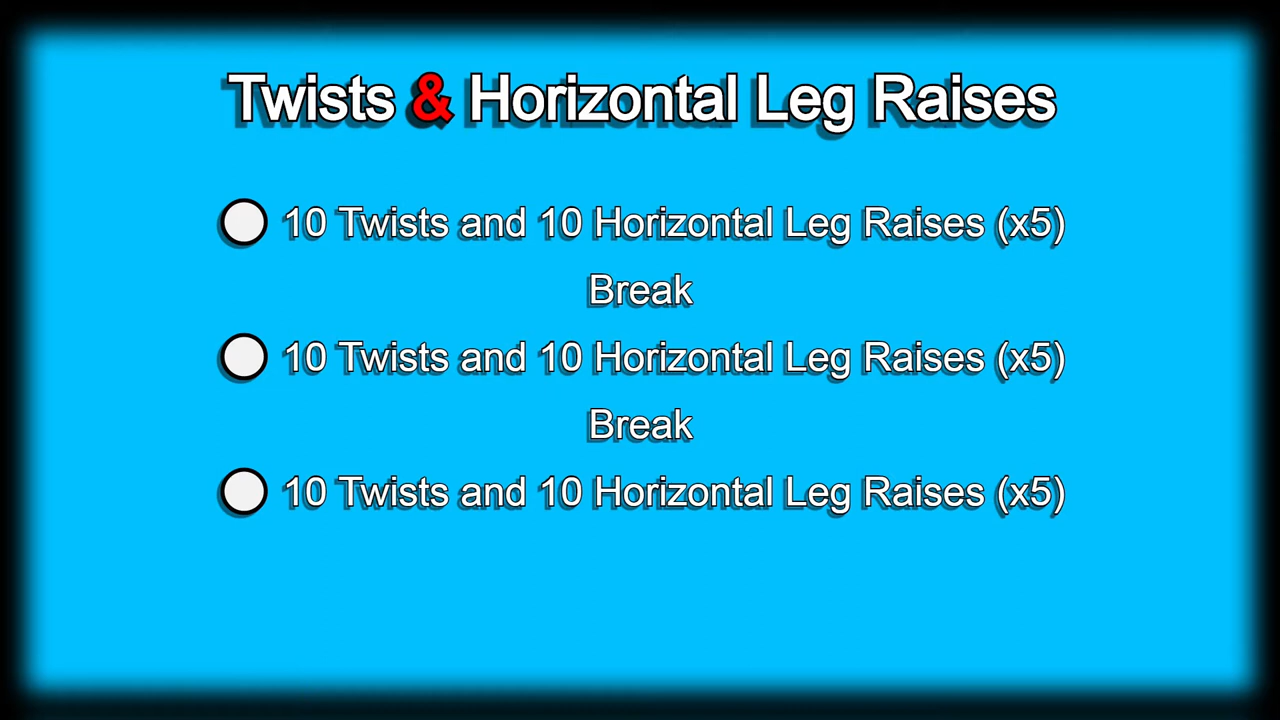 Twists & Horizontal Leg Raises
10 Twists and 10 Horizontal Leg Raises (x5)
Break
10 Twists and 10 Horizontal Leg Raises (x5)
Break
10 Twists and 10 Horizontal Leg Raises (x5)